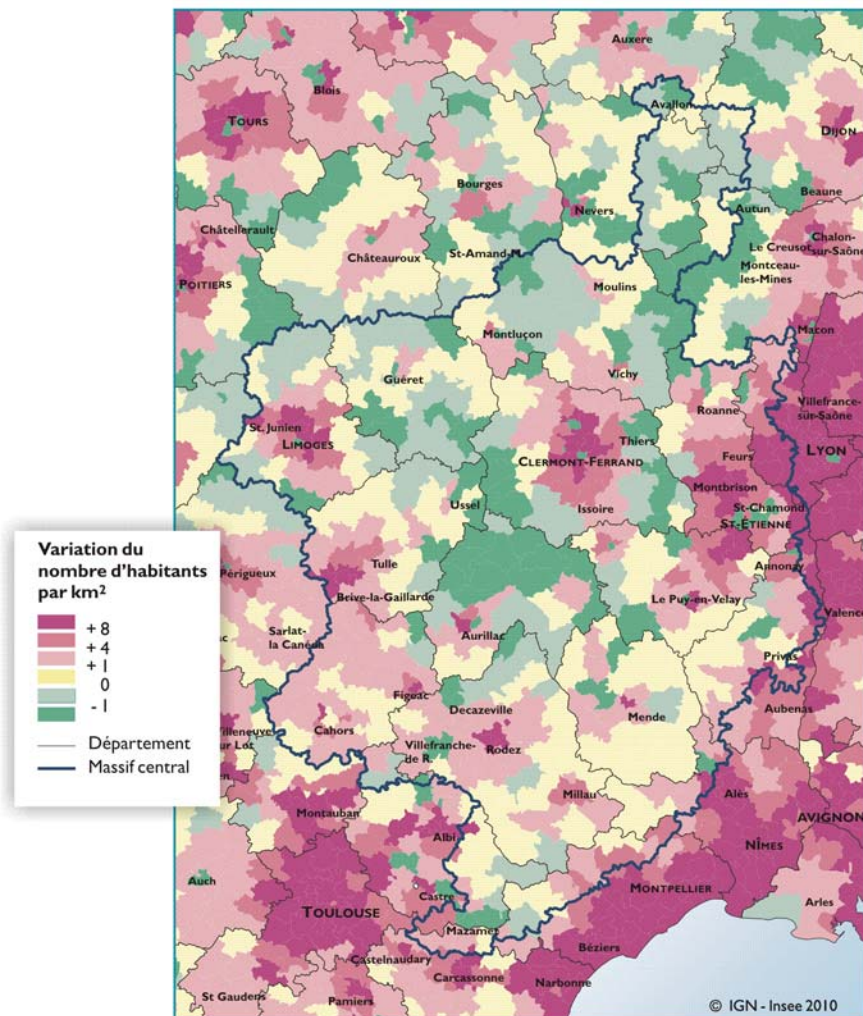 Auxerre
Blois
TOURS
Avallon
DIJON
Bourges
Beaune
Nevers
Autun
Châtellerault
Le Creusot
Chalon-
sur-Saône
Châteauroux
St-Amand-M.
Montceau-
les-Mines
POITIERS
Moulins
Montluçon
Macon
Guéret
Vichy
Villefranche-
sur-Saône
Roanne
St. Junien
LIMOGES
Thiers
LYON
CLERMONT-FERRAND
Feurs
Montbrison
Ussel
Issoire
St-Chamond
ST-ÉTIENNE
Variation du
nombre d'habitants
par km²
+ 8
+ 4
+ 1
0
- 1
Département
Massif central
Périgueux
Tulle
Annonay
Brive-la-Gaillarde
Le Puy-en-Velay
Valence
Sarlat-
la Canéda
Aurillac
Privas
Figeac
Decazeville
Mende
Aubenas
Cahors
Villeneuve
sur Lot
Villefranche-
de R.
Rodez
Millau
Alès
Montauban
AVIGNON
Albi
NÎMES
Auch
Castre
MONTPELLIER
Arles
TOULOUSE
Mazamet
Béziers
Castelnaudary
Carcassonne
Narbonne
St Gaudens
Pamiers
© IGN - Insee 2010